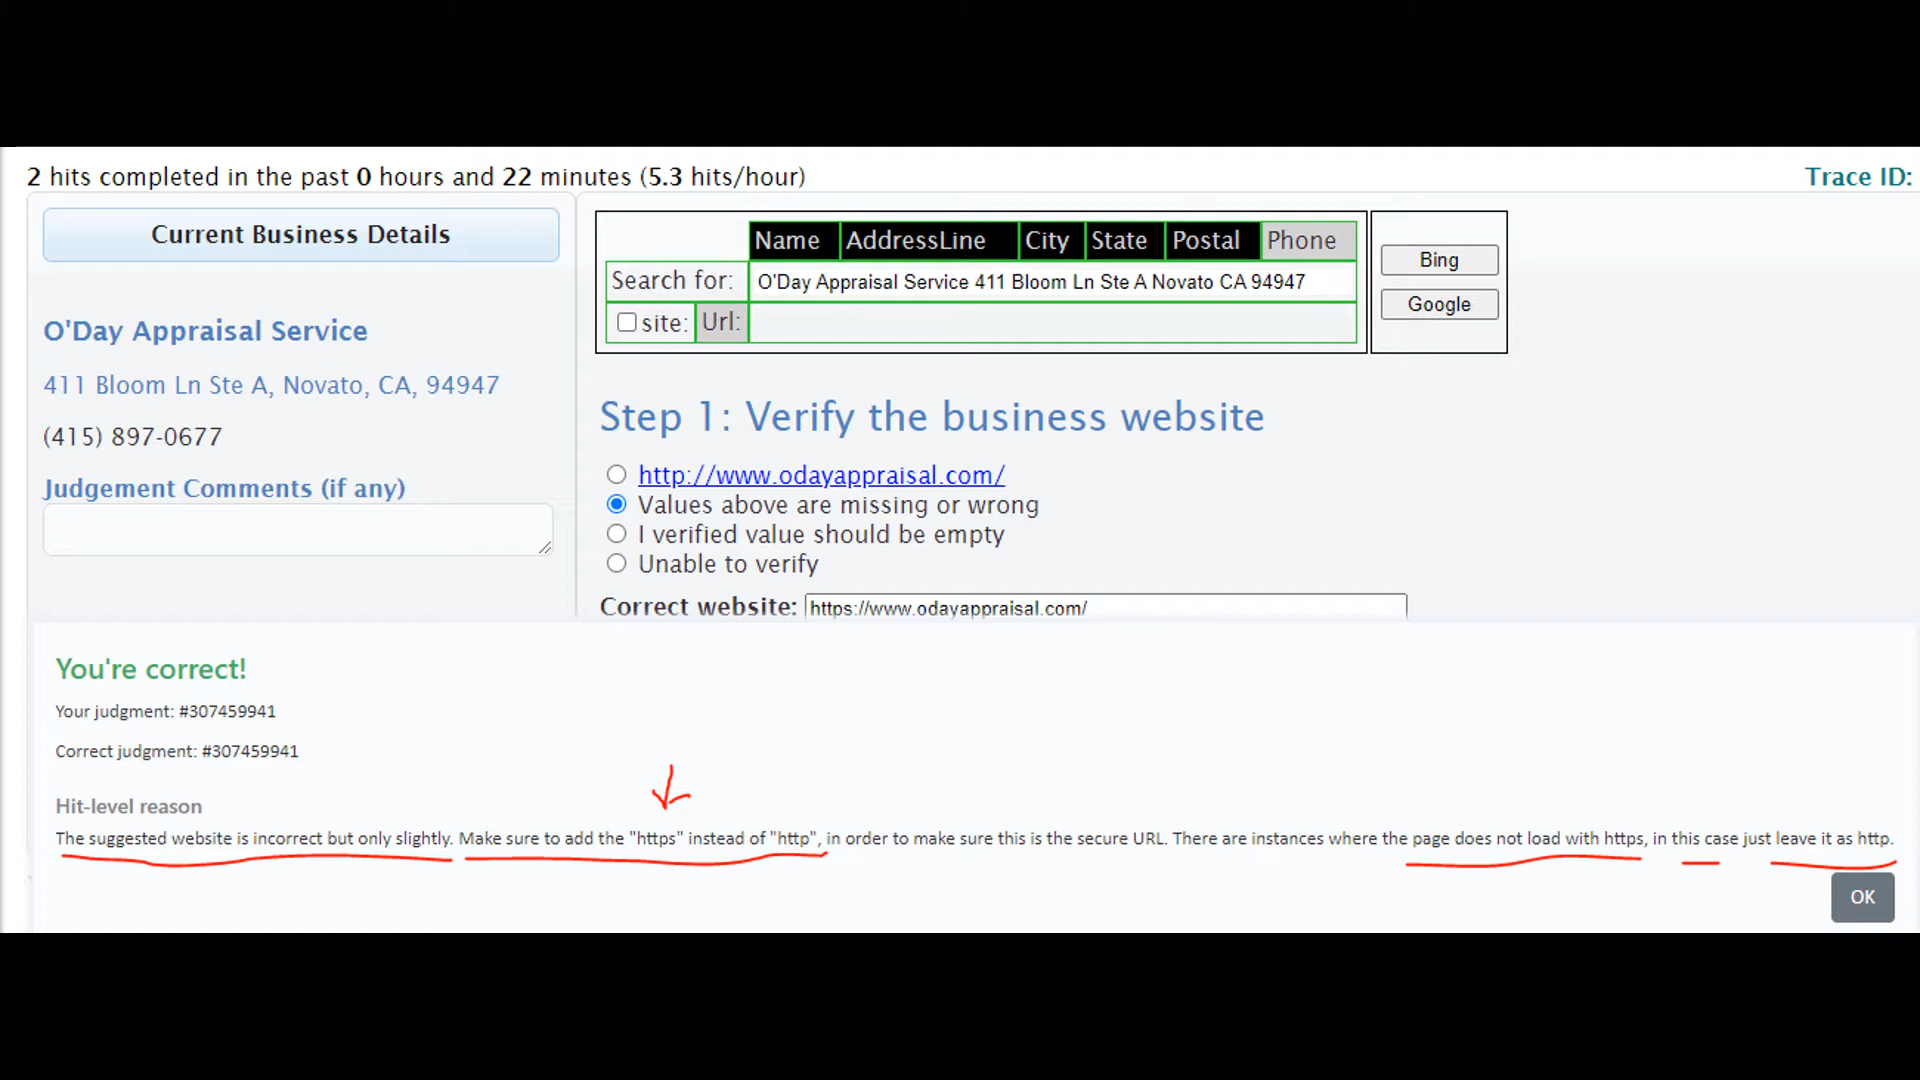 2 hits completed in the past 0 hours and 22 minutes (5.3 hits/hour)
Trace ID:
Current Business Details
O'Day Appraisal Service
411 Bloom Ln Ste A, Novato, CA, 94947
(415) 897-0677
Judgement Comments (if any)
Name AddressLine City State Postal Phone
Search for: O'Day Appraisal Service 411 Bloom Ln Ste A Novato CA 94947
site: Url:
Bing
Google
Step 1: Verify the business website
http://www.odayappraisal.com/
Values above are missing or wrong
I verified value should be empty
Unable to verify
Correct website: https://www.odayappraisal.com/
You're correct!
Your judgment: #307459941
Correct judgment: #307459941
Hit-level reason
The suggested website is incorrect but only slightly. Make sure to add the "https" instead of "http", in order to make sure this is the secure URL. There are instances where the page does not load with https, in this case just leave it as http.
OK